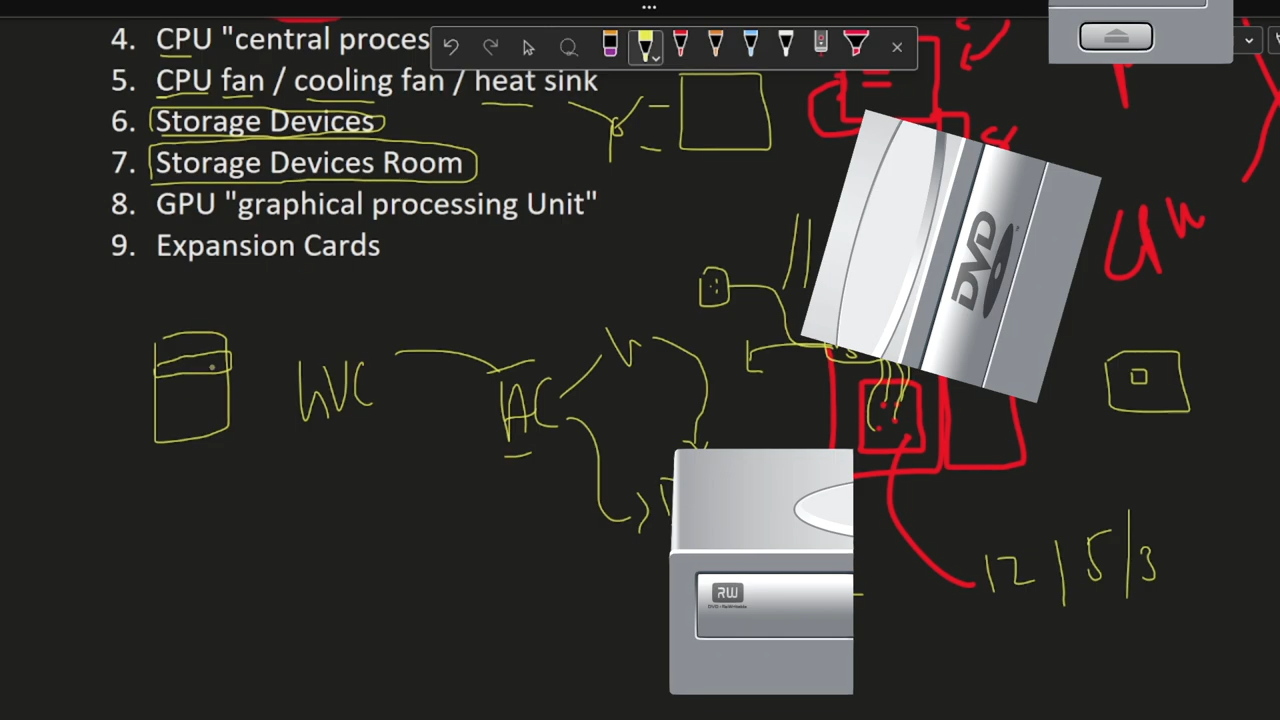 4. CPU "central proces
5. CPU fan / cooling fan / heat sink
6. Storage Devices
7. Storage Devices Room
8. GPU "graphical processing Unit"
9. Expansion Cards
DVD
AC
12 / 5 / 3
RW